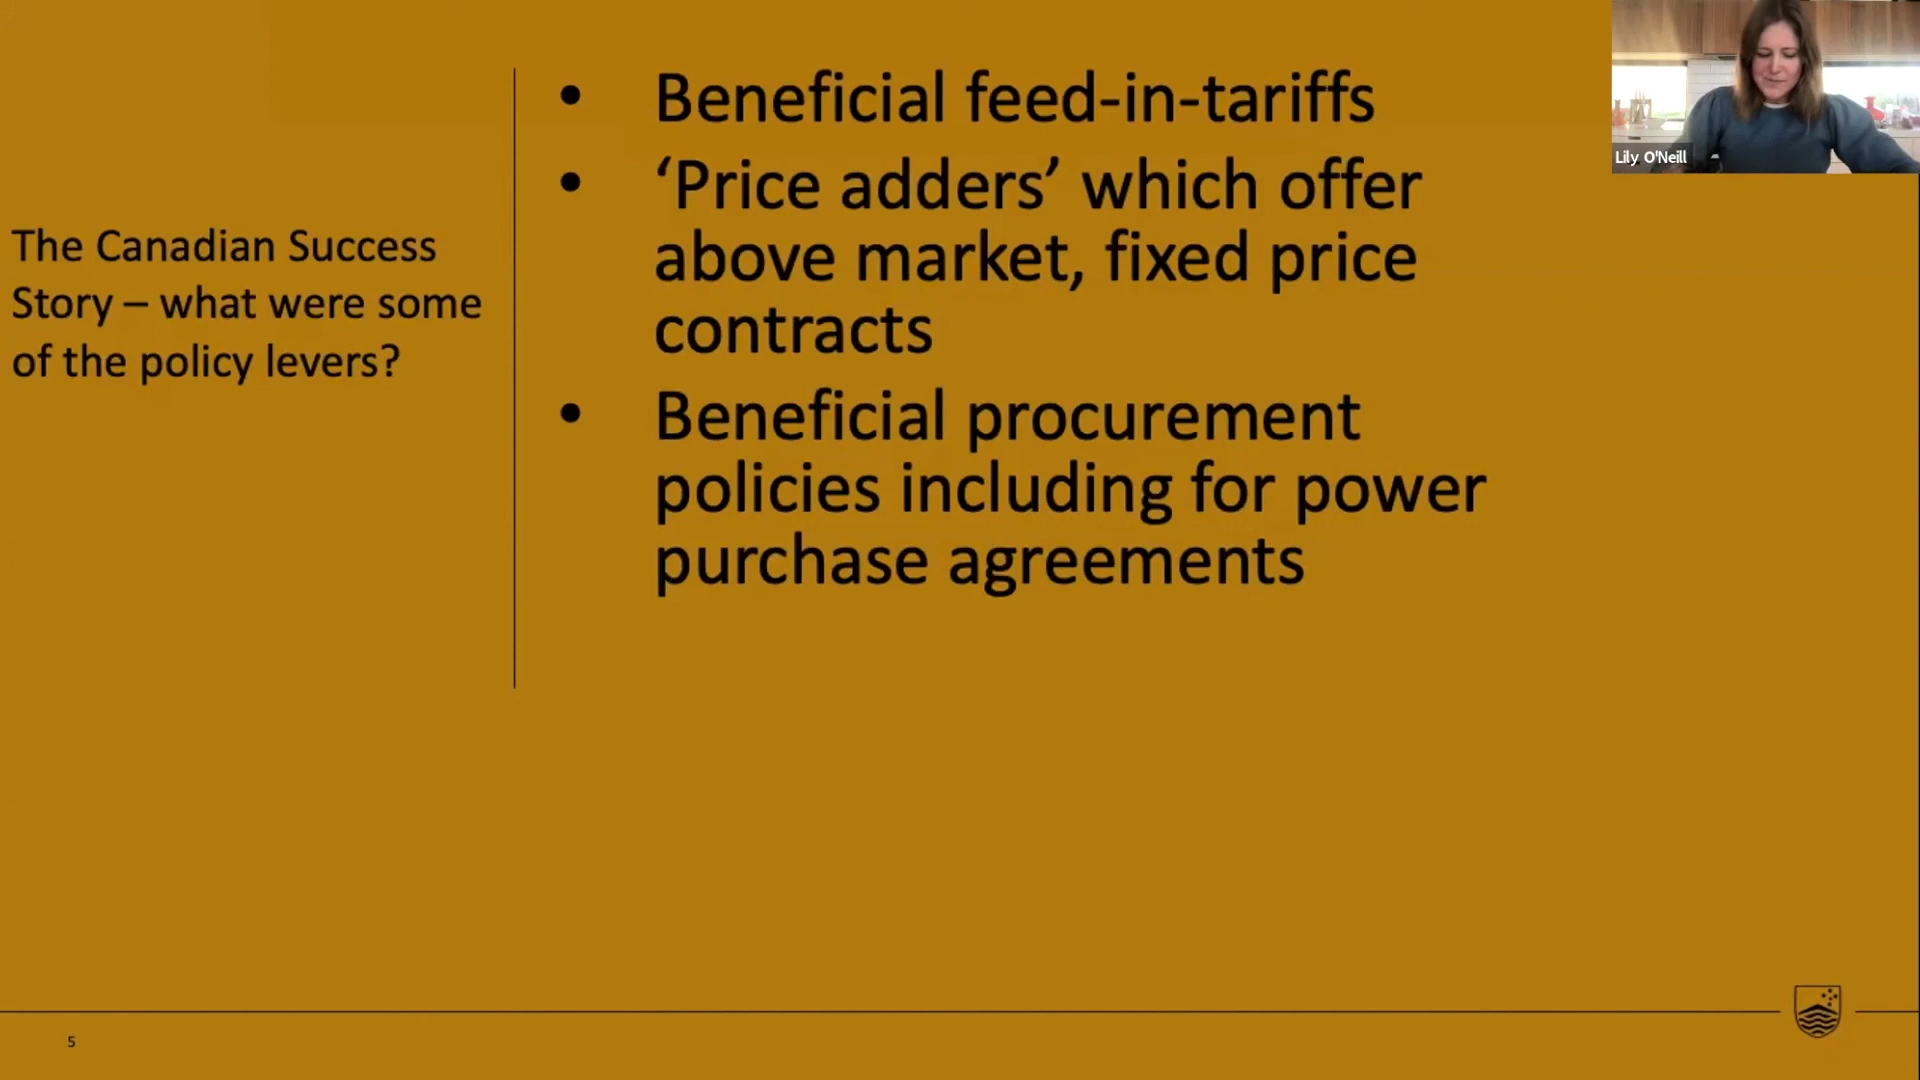 The Canadian Success
Story – what were some
of the policy levers?
• Beneficial feed-in-tariffs
• ‘Price adders’ which offer
above market, fixed price
contracts
• Beneficial procurement
policies including for power
purchase agreements
Lily O'Neill
5